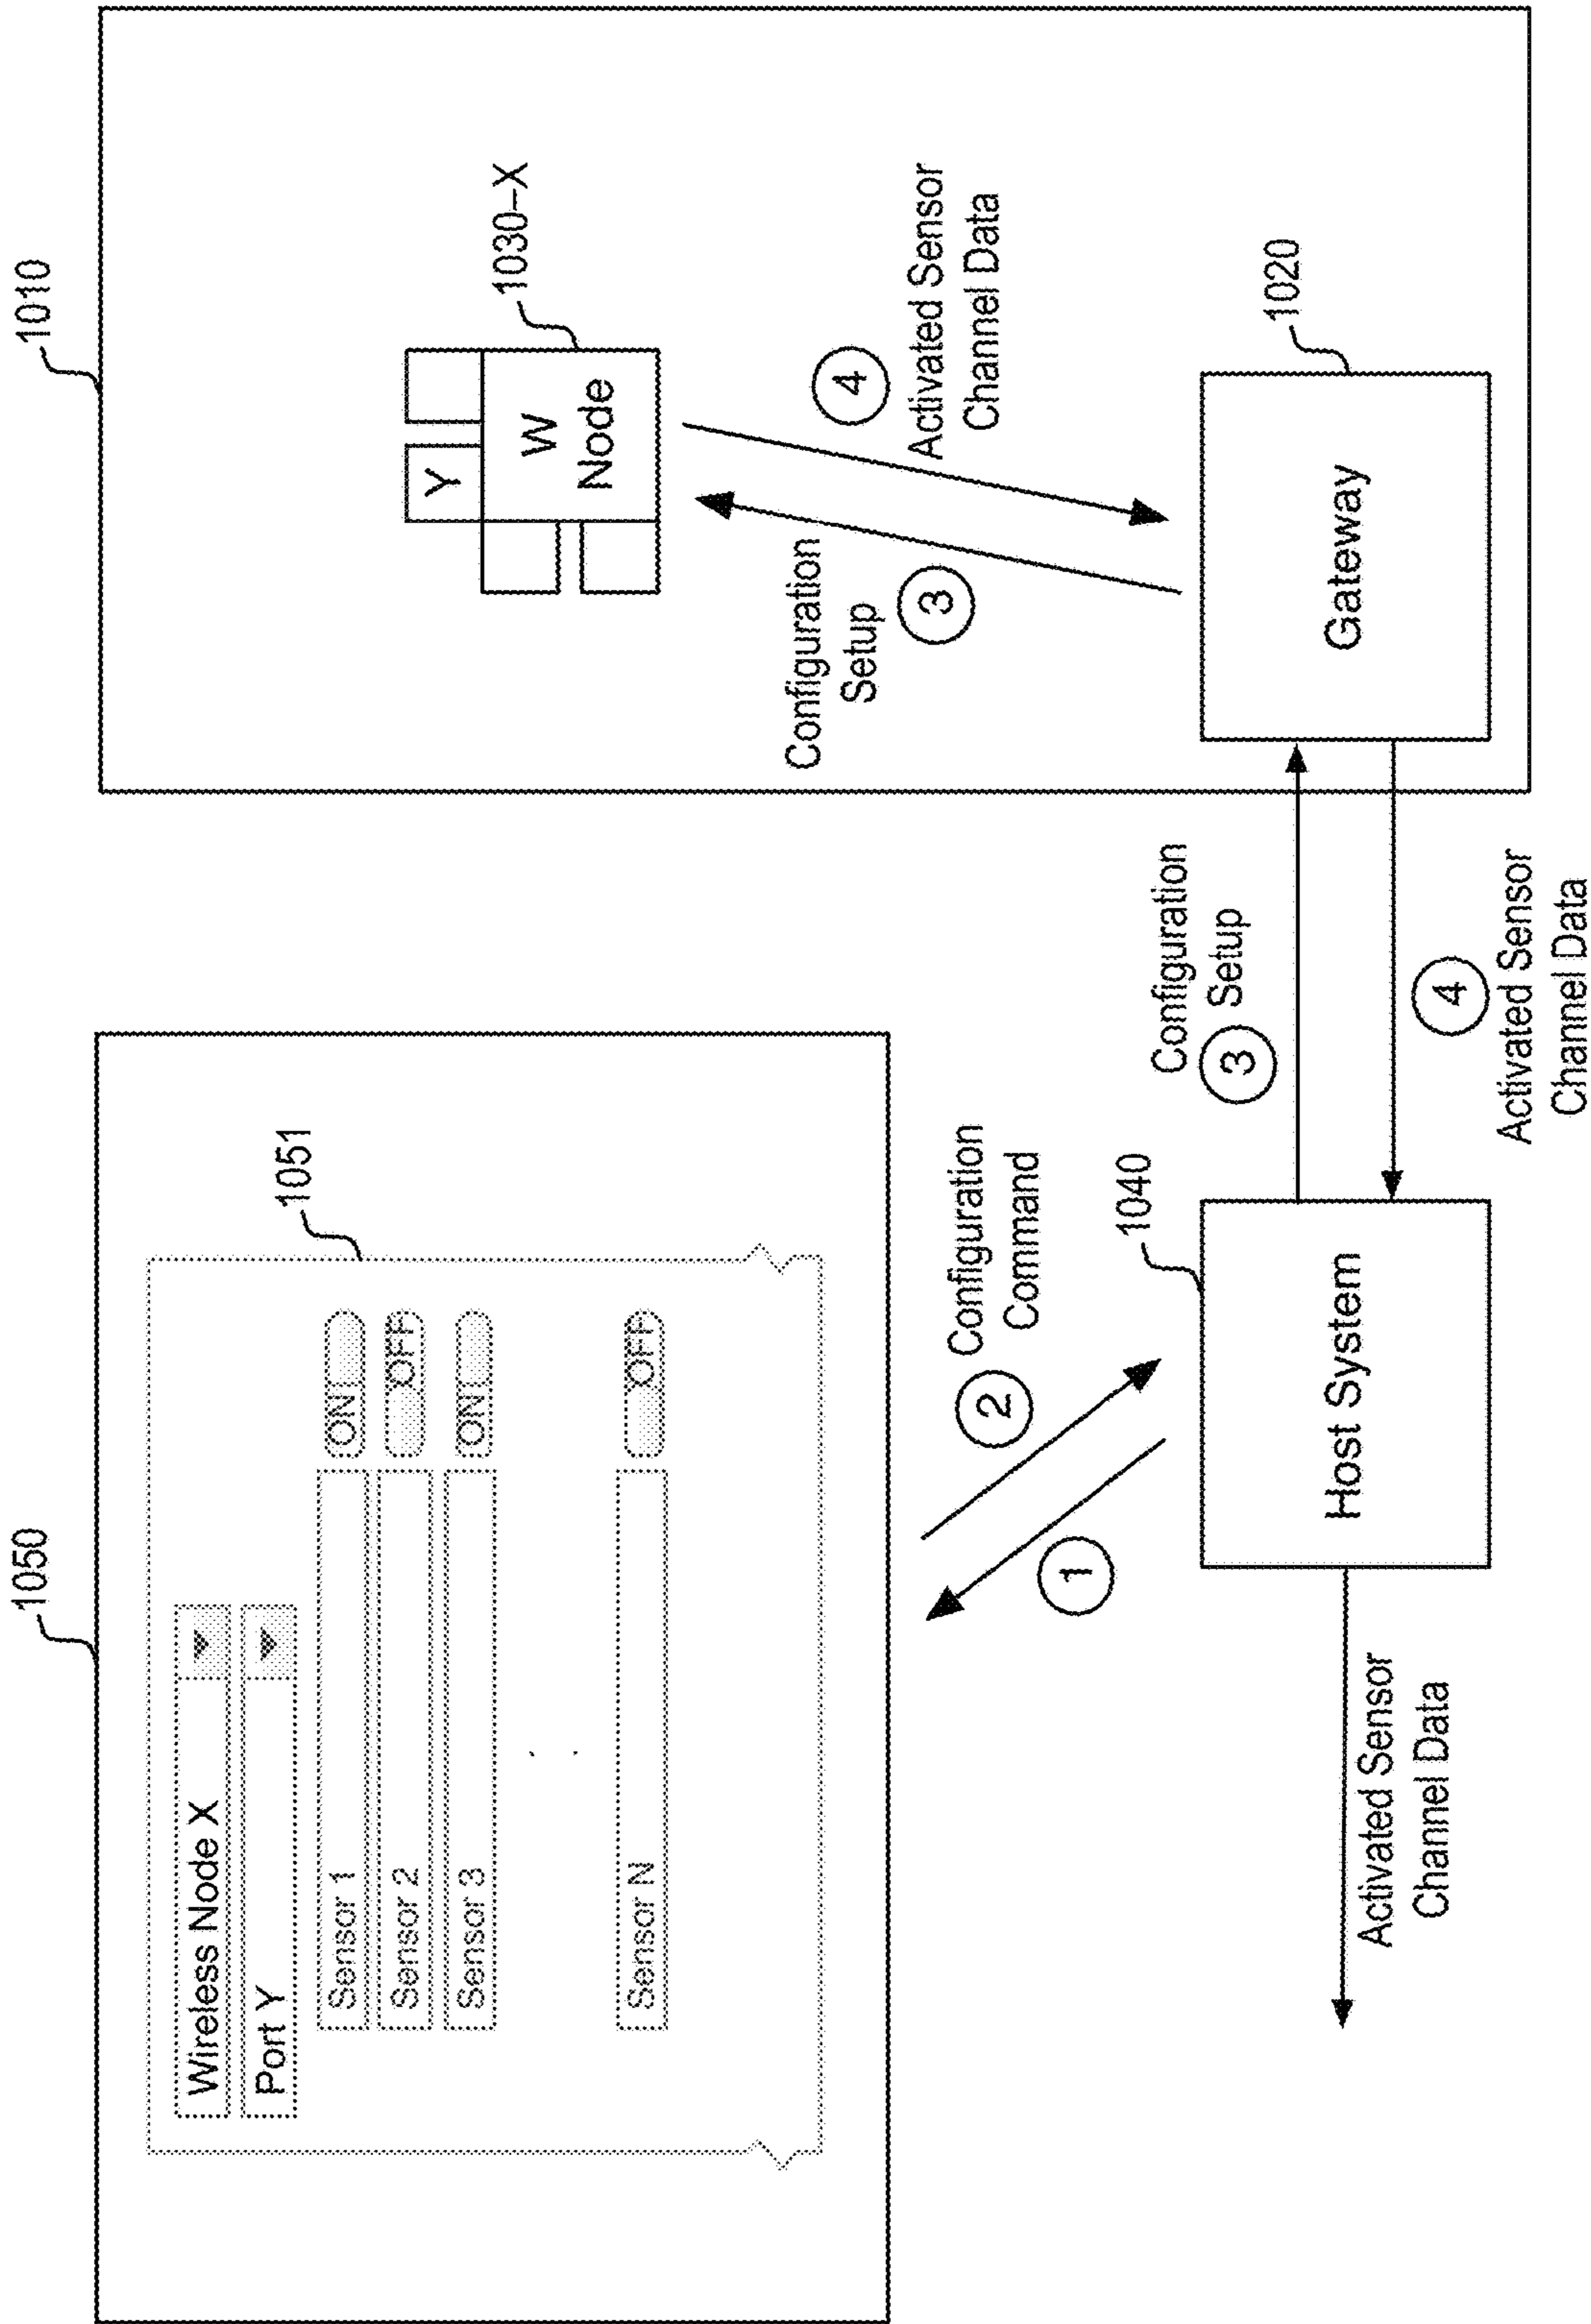 1050
1010
Wireless Node X
Port Y
1051
Sensor 1
ON
Sensor 2
OFF
Sensor 3
ON
Sensor N
OFF
Y
W
Node
1030-X
Configuration
Setup
3
4
Activated Sensor
Channel Data
2
Configuration
Command
1
1040
Host System
Configuration
3
Setup
4
Activated Sensor
Channel Data
1020
Gateway
Activated Sensor
Channel Data